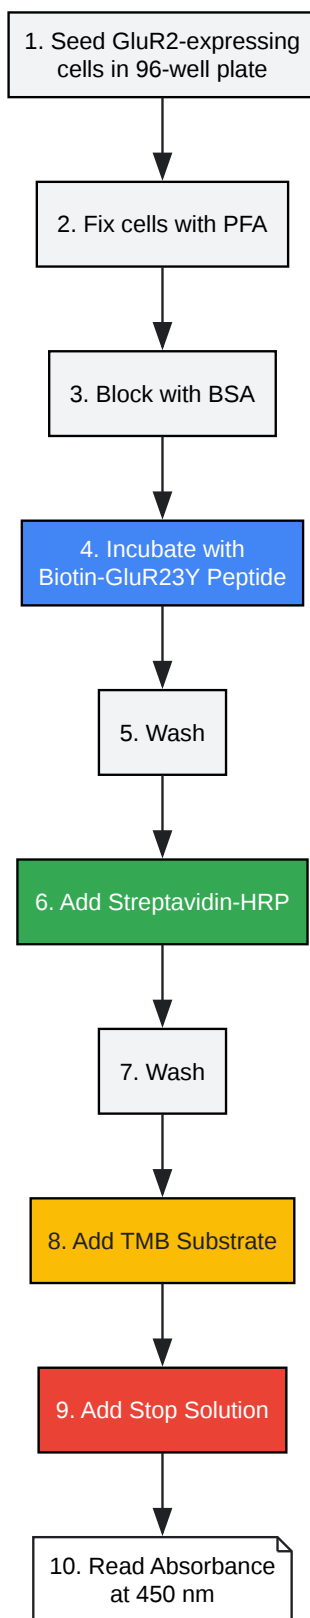 1. Seed GluR2-expressing
cells in 96-well plate
2. Fix cells with PFA
3. Block with BSA
4. Incubate with
Biotin-GluR23Y Peptide
5. Wash
6. Add Streptavidin-HRP
7. Wash
8. Add TMB Substrate
9. Add Stop Solution
10. Read Absorbance
at 450 nm